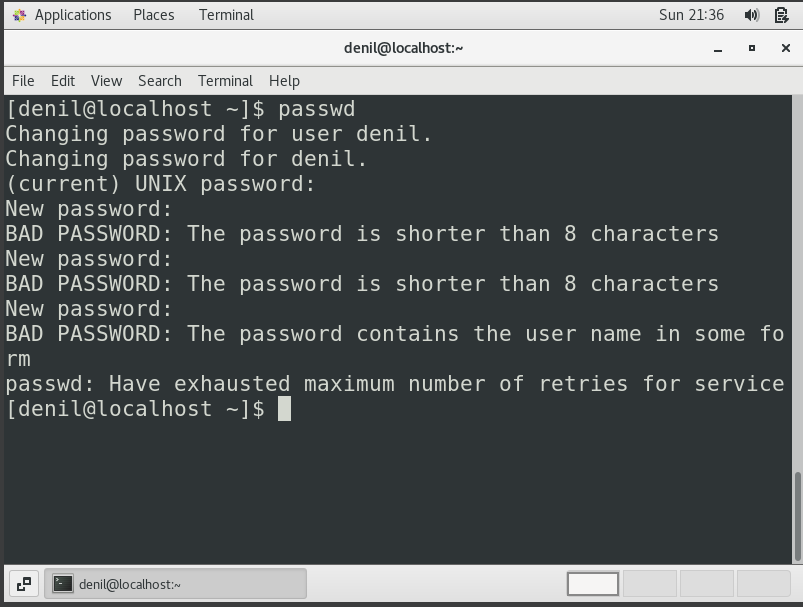 Applications Places Terminal Sun 21:36
denil@localhost:~
File Edit View Search Terminal Help
[denil@localhost ~]$ passwd
Changing password for user denil.
Changing password for denil.
(current) UNIX password:
New password:
BAD PASSWORD: The password is shorter than 8 characters
New password:
BAD PASSWORD: The password is shorter than 8 characters
New password:
BAD PASSWORD: The password contains the user name in some fo
rm
passwd: Have exhausted maximum number of retries for service
[denil@localhost ~]$
denil@localhost:~